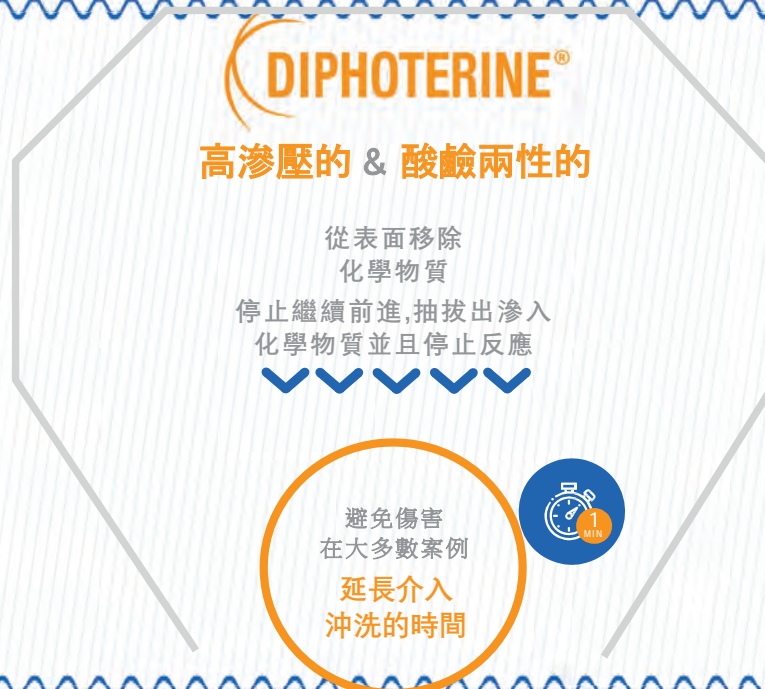 DIPHOTERINE®
高滲壓的 & 酸鹼兩性的
從表面移除
化學物質
停止繼續前進,抽拔出滲入
化學物質並且停止反應
避免傷害
在大多數案例
延長介入
沖洗的時間
1
MIN